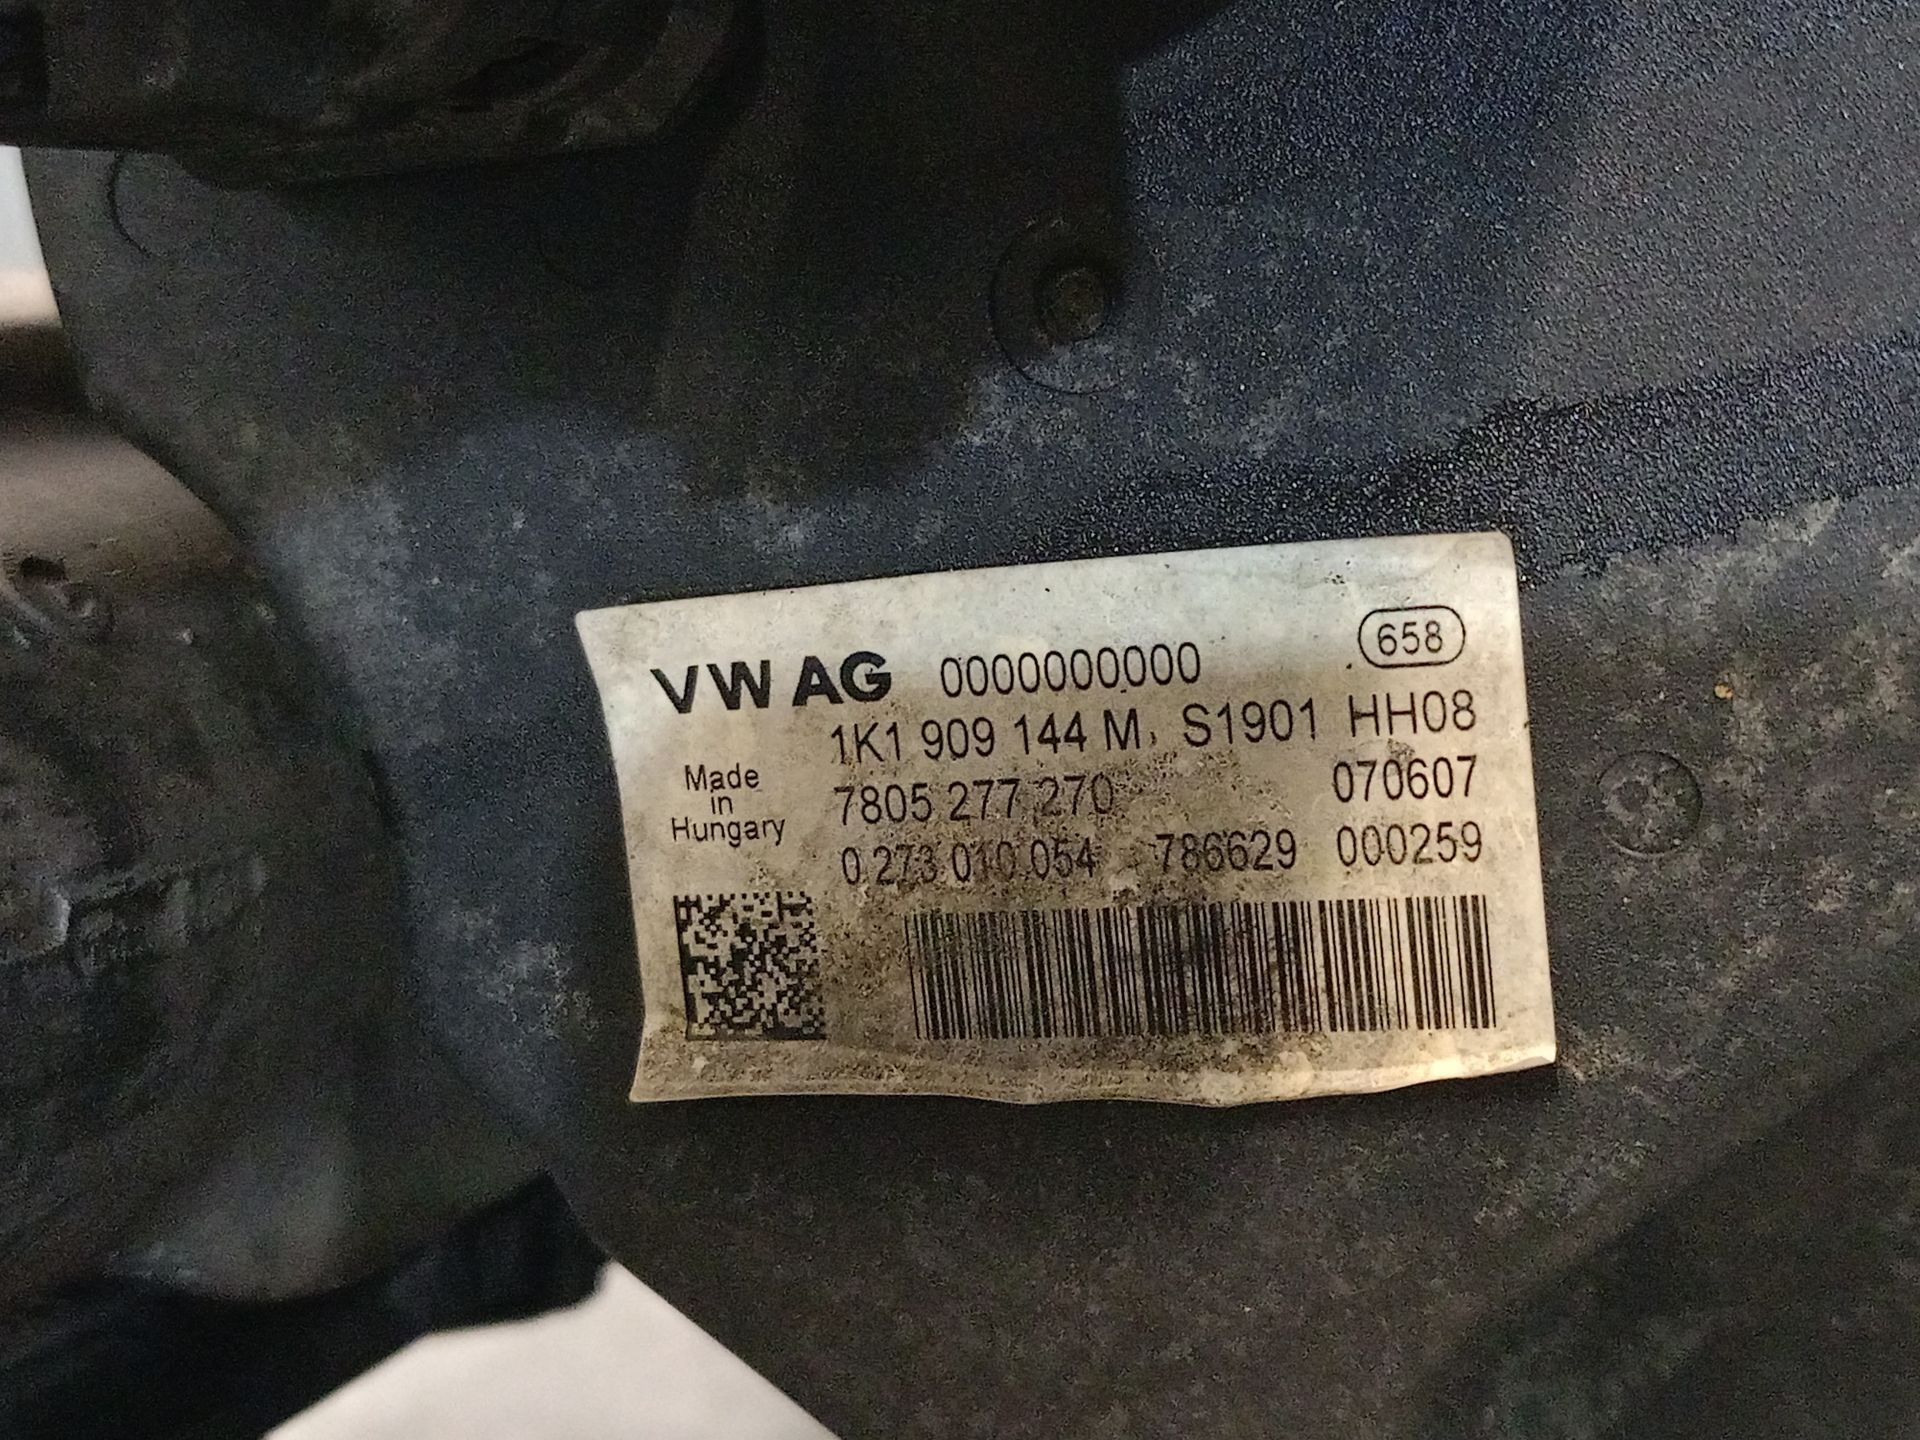 658
VW AG 0000000000
1K1 909 144 M, S1901 HH08
Made
in
Hungary
7805 277 270 070607
0 273 010 054 786629 000259